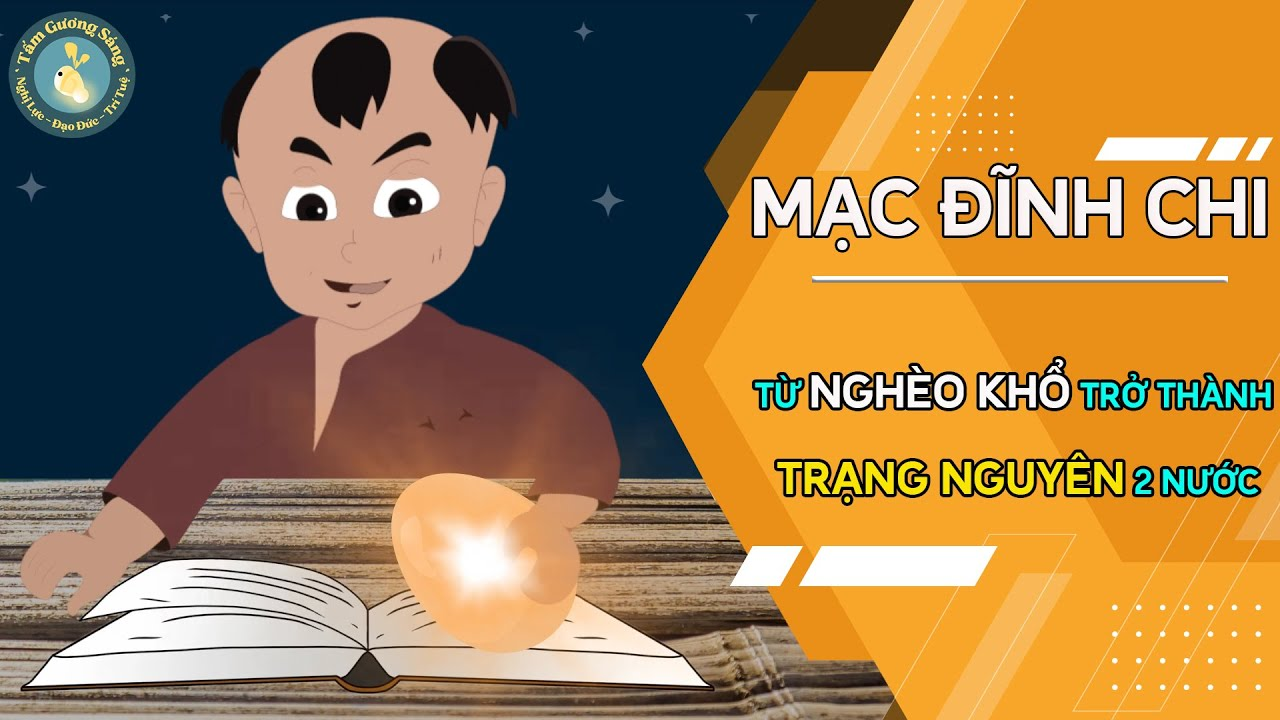 Tấm Gương Sáng
Nghị Lực - Đạo Đức - Trí Tuệ
MẠC ĐĨNH CHI
TỪ NGHÈO KHỔ TRỞ THÀNH
TRẠNG NGUYÊN 2 NƯỚC